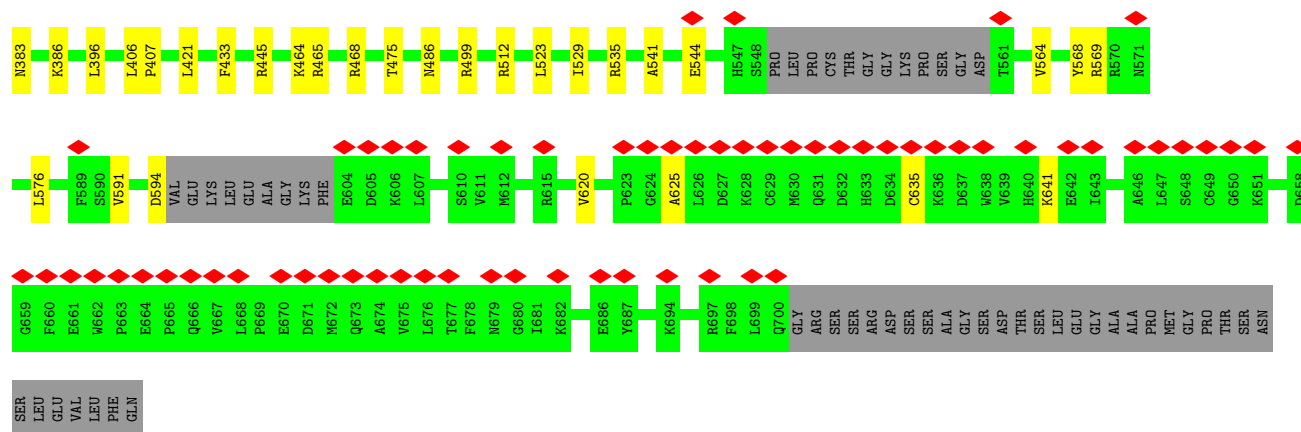 N383 K386 L396 L406 P407 L421 F433 R445 K464 R465 R468 T475 N486 R499 R512 L523 I529 R535 A541 E544 H547 S548 PRO LEU PRO CYS THR GLY GLY LYS PRO SER GLY ASP T561 V564 Y568 R569 R570 N571
L576 F589 S590 V591 D594 VAL GLU LYS LEU GLU ALA GLY LYS PHE E604 D605 K606 L607 S610 V611 M612 R615 V620 P623 G624 A625 L626 D627 K628 C629 M630 Q631 D632 H633 D634 C635 K636 D637 W638 V639 H640 K641 E642 I643 A646 L647 S648 C649 G650 K651 D658
G659 F660 E661 W662 P663 E664 P665 Q666 V667 L668 P669 E670 D671 M672 Q673 A674 V675 L676 T677 F678 N679 G680 I681 K682 E686 Y687 K694 R697 F698 L699 Q700 GLY ARG SER SER ARG ASP SER SER ALA GLY SER ASP THR SER LEU GLU GLY ALA ALA PRO MET GLY PRO THR SER ASN
SER LEU GLU VAL LEU PHE GLN